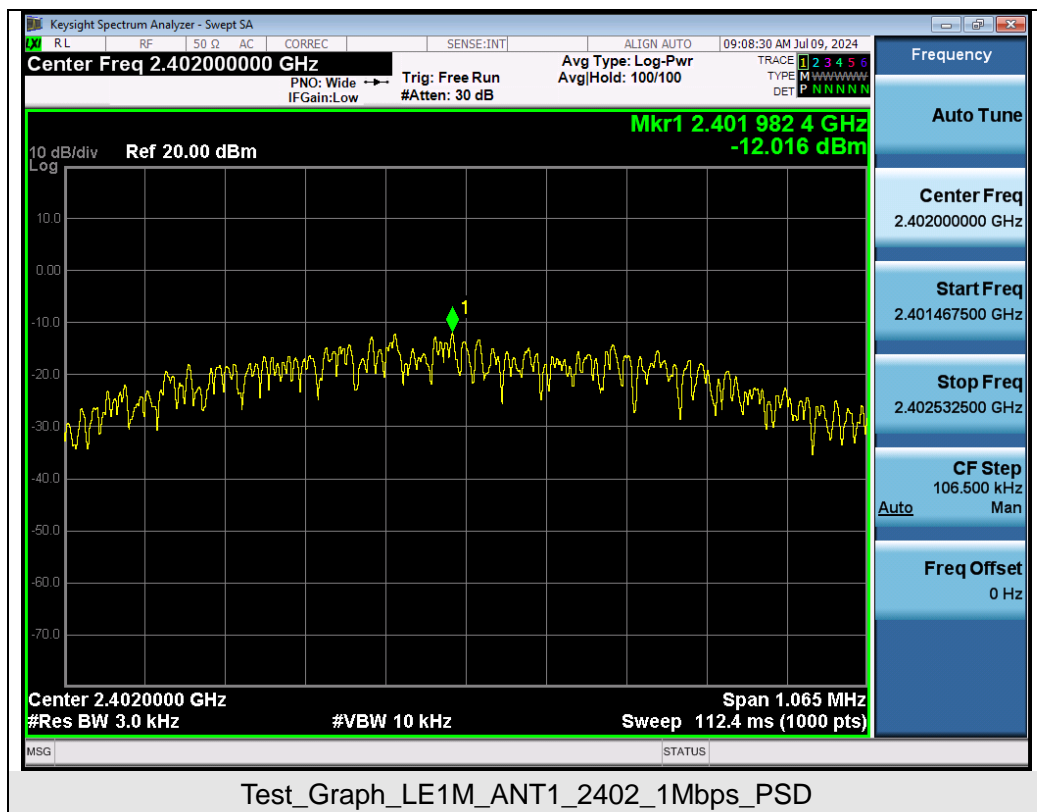 Keysight Spectrum Analyzer - Swept SA
LXI RL RF 50 Ω AC CORREC SENSE:INT ALIGN AUTO 09:08:30 AM Jul 09, 2024
Center Freq 2.402000000 GHz
PNO: Wide
IFGain:Low
Trig: Free Run
#Atten: 30 dB
Avg Type: Log-Pwr
Avg|Hold: 100/100
TRACE 1 2 3 4 5 6
TYPE M WWWWW
DET P N N N N N
Mkr1 2.401 982 4 GHz
-12.016 dBm
10 dB/div Ref 20.00 dBm
Log
10.0
0.00
-10.0
-20.0
-30.0
-40.0
-50.0
-60.0
-70.0
1
Center 2.4020000 GHz Span 1.065 MHz
#Res BW 3.0 kHz #VBW 10 kHz Sweep 112.4 ms (1000 pts)
MSG STATUS
Frequency
Auto Tune
Center Freq
2.402000000 GHz
Start Freq
2.401467500 GHz
Stop Freq
2.402532500 GHz
CF Step
106.500 kHz
Auto Man
Freq Offset
0 Hz
Test_Graph_LE1M_ANT1_2402_1Mbps_PSD